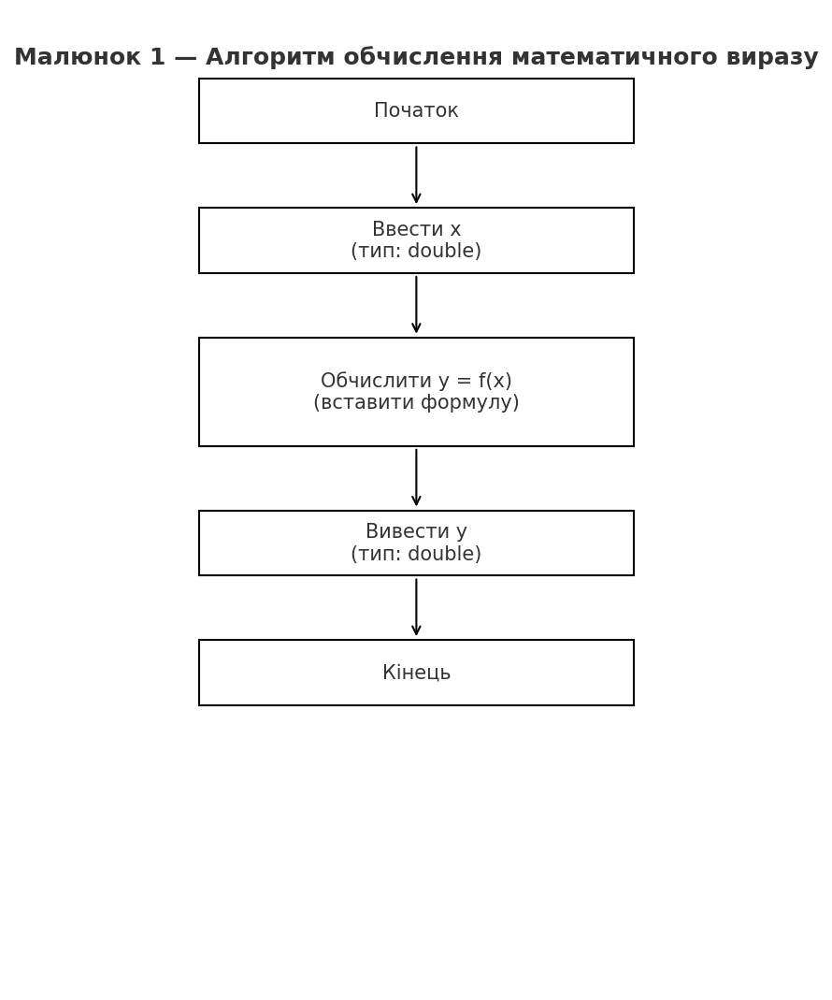 Малюнок 1 — Алгоритм обчислення математичного виразу
Початок
Ввести x
(тип: double)
Обчислити y = f(x)
(вставити формулу)
Вивести y
(тип: double)
Кінець